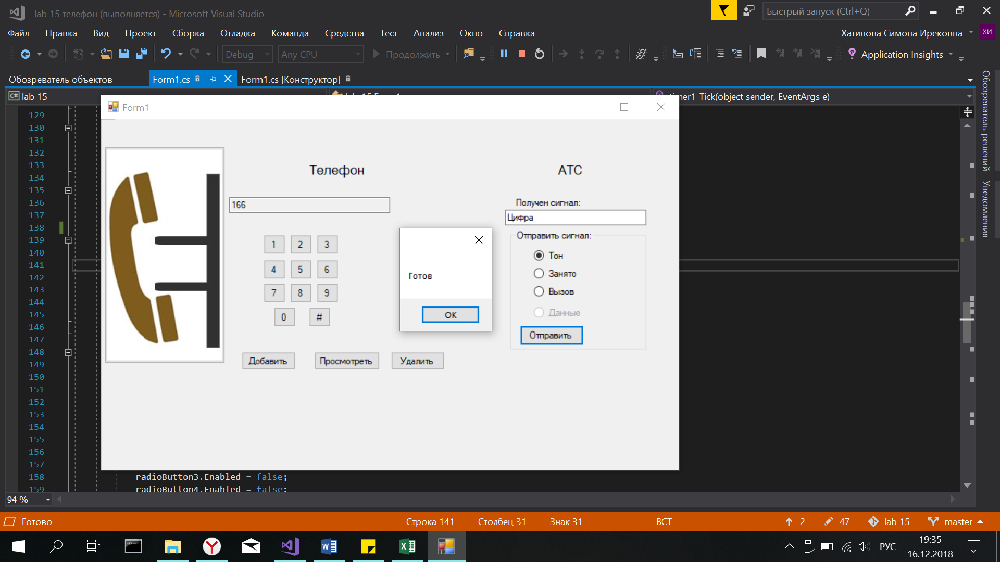 lab 15 телефон (выполняется) - Microsoft Visual Studio
Быстрый запуск (Ctrl+Q)
Файл Правка Вид Проект Сборка Отладка Команда Средства Тест Анализ Окно Справка
Хатипова Симона Ирековна ХИ
Debug Any CPU Продолжить Application Insights
Обозреватель объектов Form1.cs Form1.cs [Конструктор]
C# lab 15
timer1_Tick(object sender, EventArgs e)
Обозреватель решений
Уведомления
Form1
129
130
131
132
133
134
135
136
137
138
139
140
141
142
143
144
145
146
147
148
149
150
151
152
153
154
155
156
157
Телефон
АТС
166
Получен сигнал:
Цифра
Отправить сигнал:
Тон
Занято
Вызов
Данные
Отправить
1 2 3
4 5 6
7 8 9
0 #
Готов
ОК
Добавить Просмотреть Удалить
158 radioButton3.Enabled = false;
159 radioButton4.Enabled = false;
94 %
Готово Строка 141 Столбец 31 Знак 31 ВСТ 2 47 lab 15 master
РУС
19:35
16.12.2018